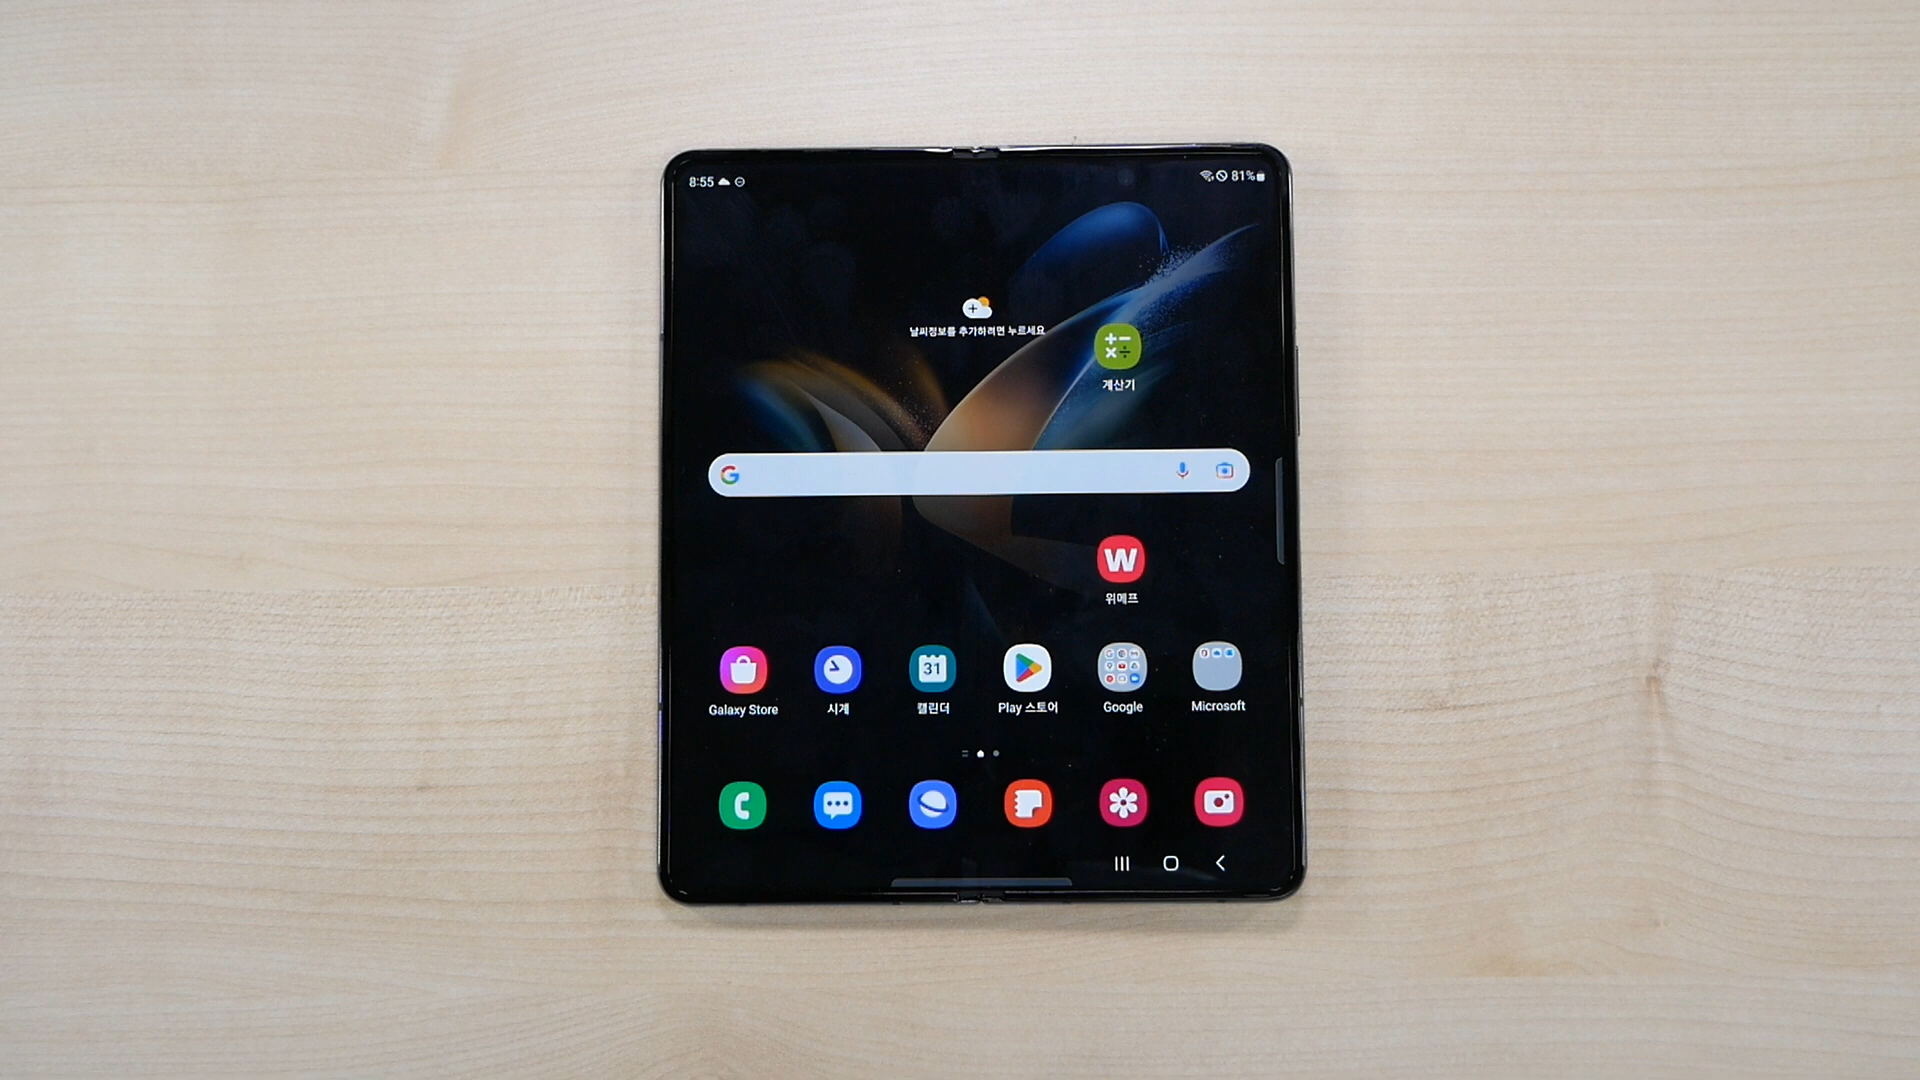 8:55
81%
날씨정보를 추가하려면 누르세요
계산기
W
위메프
31
Galaxy Store
시계
캘린더
Play 스토어
Google
Microsoft